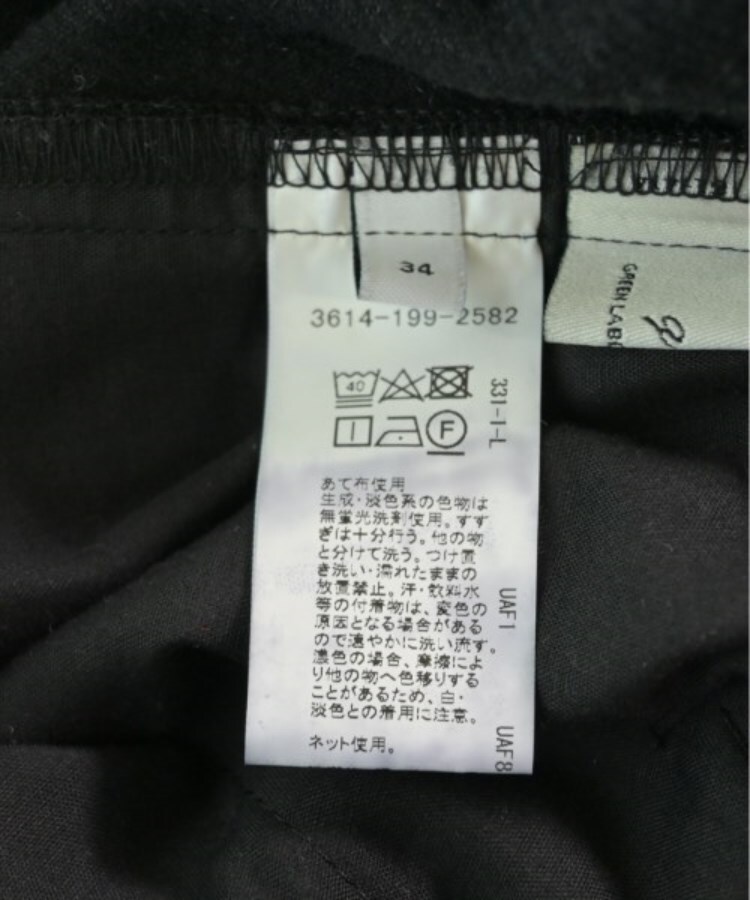 34
3614-199-2582
40
F
331-1-L
あて布使用
生成・淡色系の色物は
無蛍光洗剤使用。すす
ぎは十分行う。他の物
と分けて洗う。つけ置
き洗い・濡れたままの
放置禁止。汗・飲料水
等の付着物は、変色の
原因となる場合がある
ので速やかに洗い流す。
濃色の場合、摩擦によ
り他の物へ色移りする
ことがあるため、白・
淡色との着用に注意。
ネット使用。
UAF1
UAF8
GREEN LAB